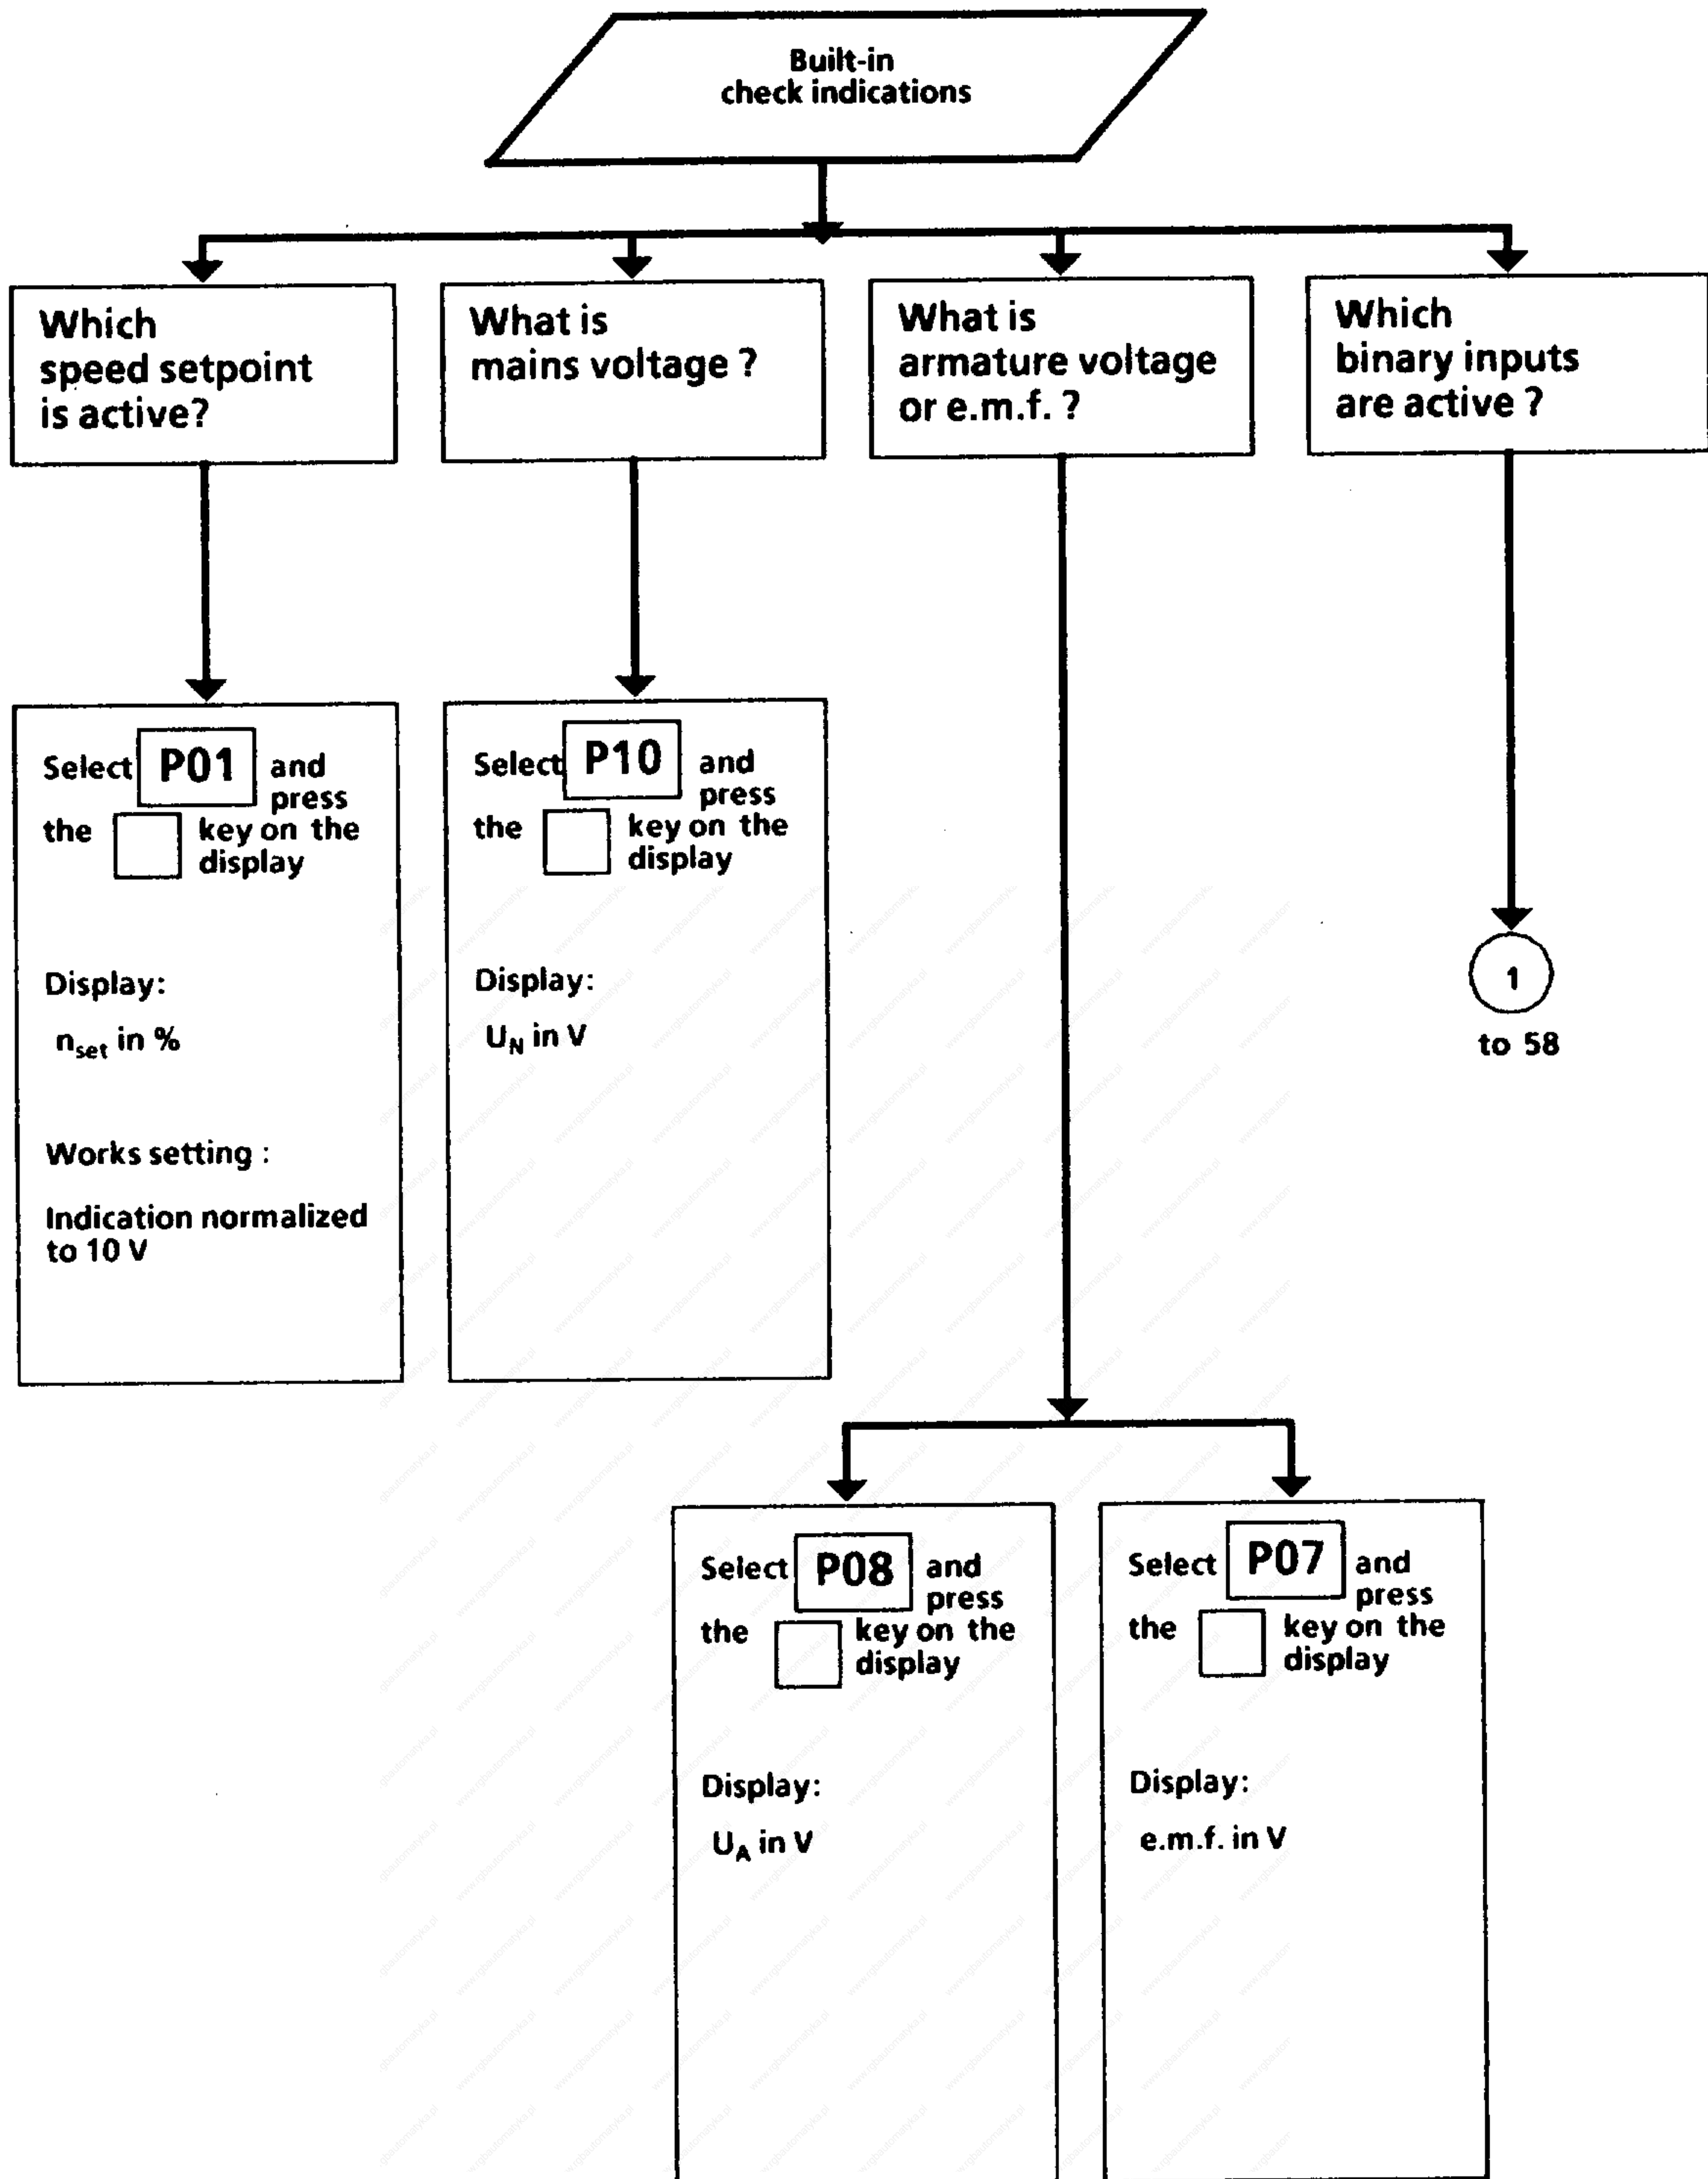 Built-in
check indications
Which
speed setpoint
is active?
What is
mains voltage ?
What is
armature voltage
or e.m.f. ?
Which
binary inputs
are active ?
Select P01 and
press
the key on the
display
Display:
nset in %
Works setting :
Indication normalized
to 10 V
Select P10 and
press
the key on the
display
Display:
UN in V
1
to 58
Select P08 and
press
the key on the
display
Display:
UA in V
Select P07 and
press
the key on the
display
Display:
e.m.f. in V
www.rgbautomatyka.pl